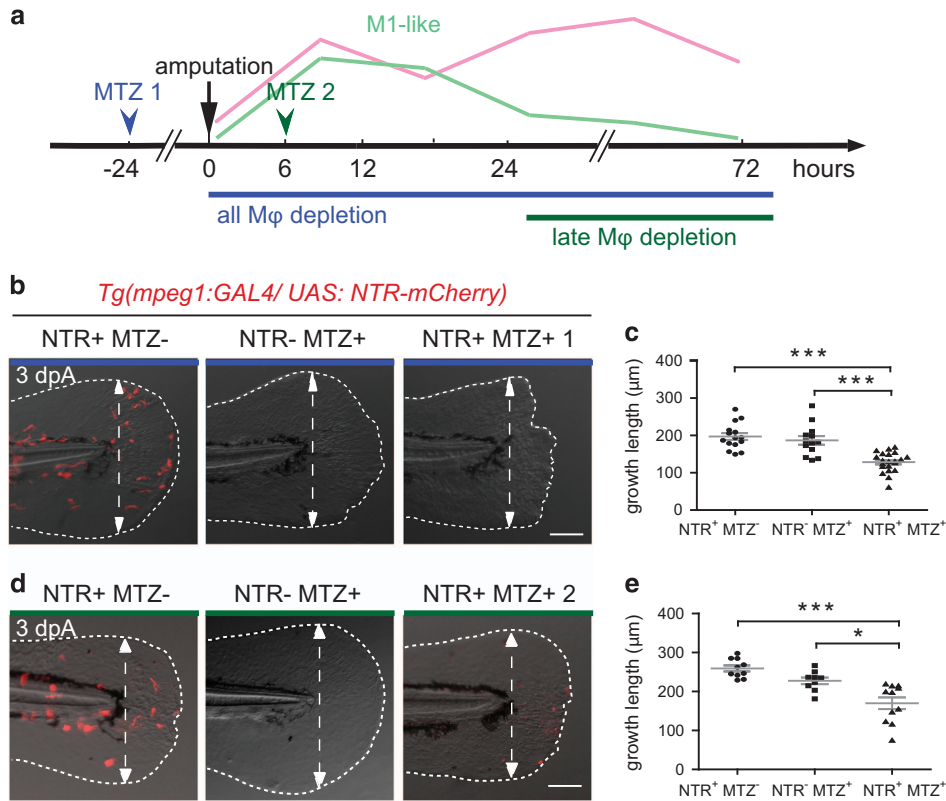 a
M1-like
amputation
MTZ 1
MTZ 2
-24
0
6
12
24
72
hours
all Mφ depletion
late Mφ depletion
b
Tg(mpeg1:GAL4/ UAS: NTR-mCherry)
NTR+ MTZ-
NTR- MTZ+
NTR+ MTZ+ 1
3 dpA
c
growth length (µm)
400
300
200
100
0
***
***
NTR⁺ MTZ⁻
NTR⁻ MTZ⁺
NTR⁺ MTZ⁺
d
NTR+ MTZ-
NTR- MTZ+
NTR+ MTZ+ 2
3 dpA
e
growth length (µm)
400
300
200
100
0
***
*
NTR⁺ MTZ⁻
NTR⁻ MTZ⁺
NTR⁺ MTZ⁺